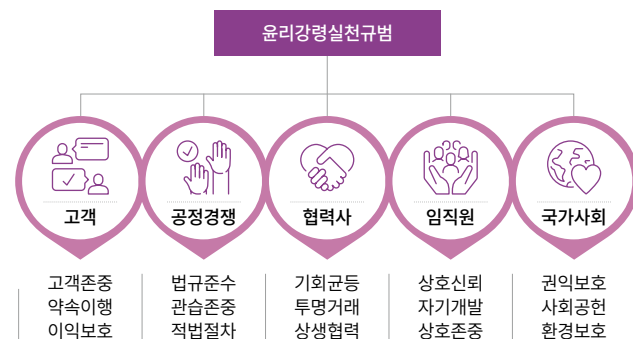 윤리강령실천규범
고객
공정경쟁
협력사
임직원
국가사회
고객존중
약속이행
이익보호
법규준수
관습존중
적법절차
기회균등
투명거래
상생협력
상호신뢰
자기개발
상호존중
권익보호
사회공헌
환경보호